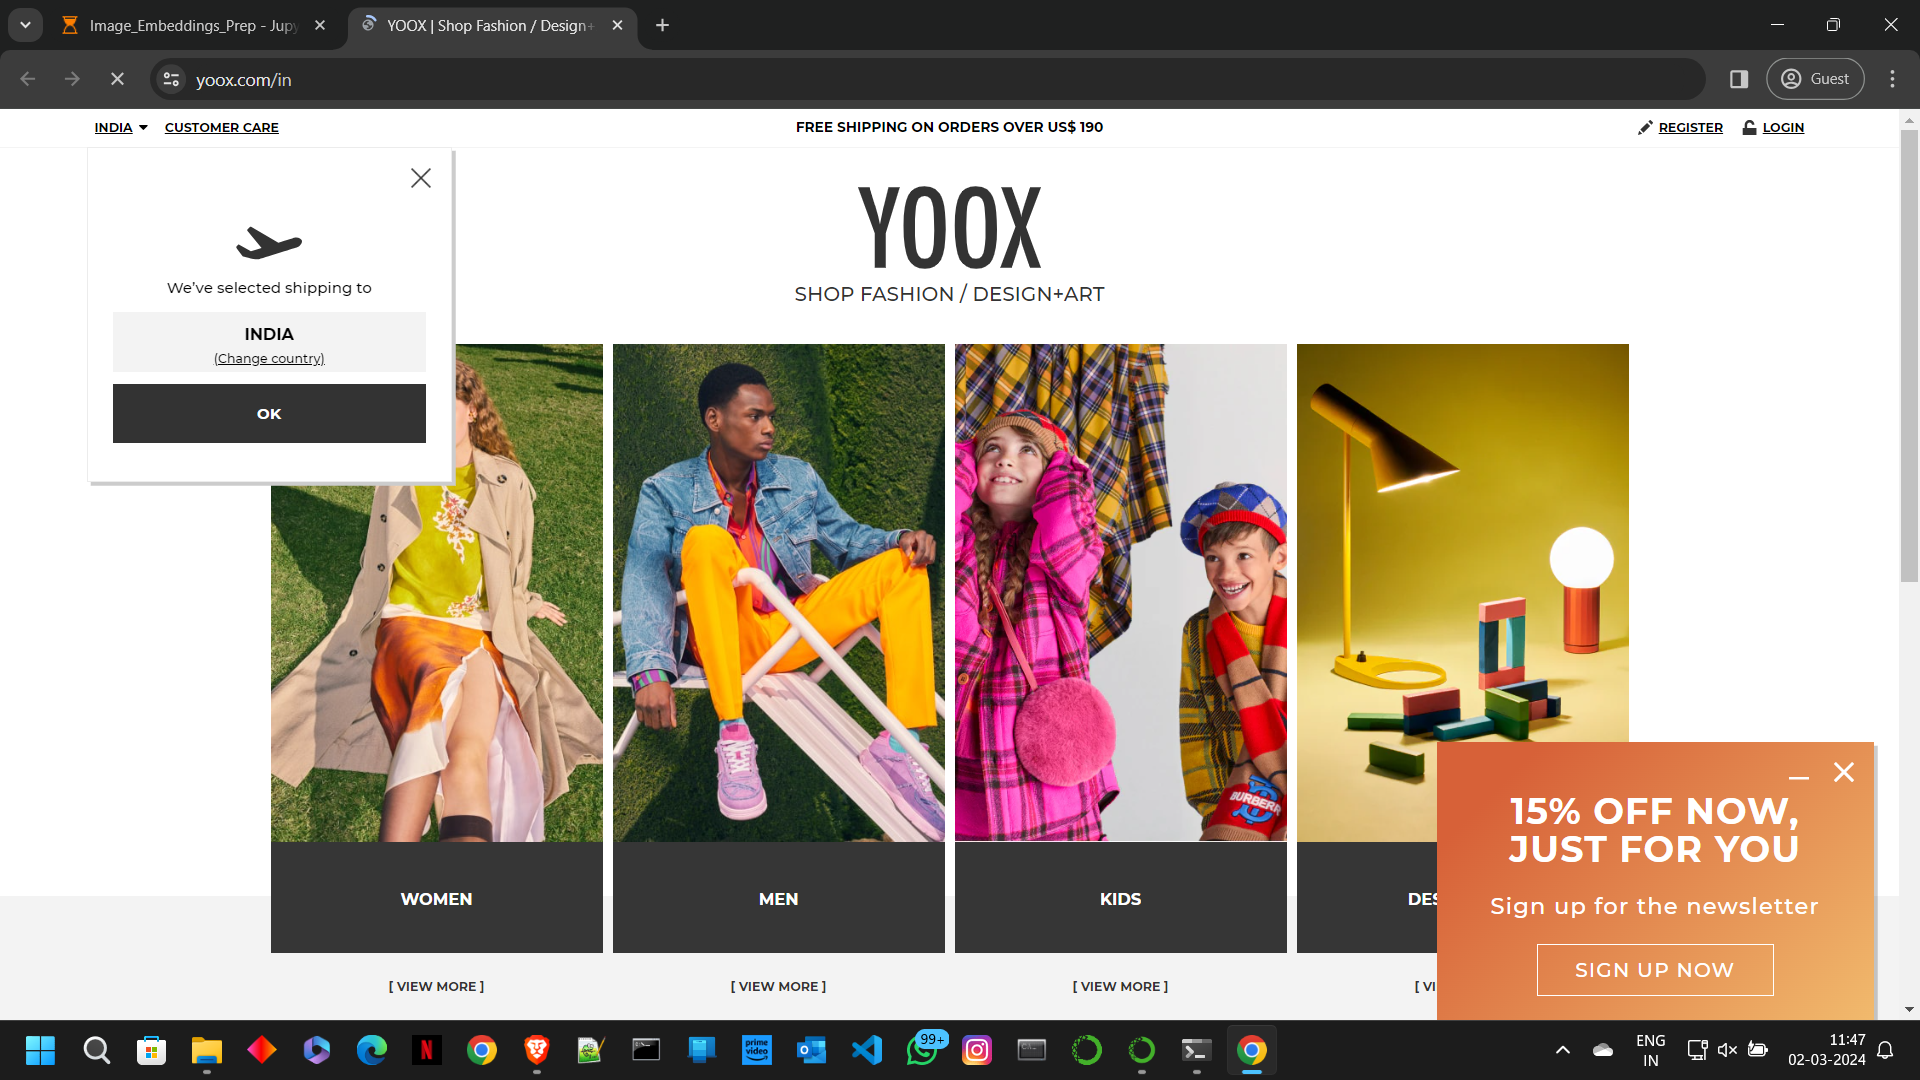 Image_Embeddings_Prep - Jupy
YOOX | Shop Fashion / Design+
yoox.com/in
Guest
INDIA
CUSTOMER CARE
FREE SHIPPING ON ORDERS OVER US$ 190
REGISTER
LOGIN
We've selected shipping to
INDIA
(Change country)
OK
YOOX
SHOP FASHION / DESIGN+ART
BURBERR
WOMEN
MEN
KIDS
DES
[ VIEW MORE ]
[ VIEW MORE ]
[ VIEW MORE ]
[ VI
15% OFF NOW,
JUST FOR YOU
Sign up for the newsletter
SIGN UP NOW
N
prime
video
99+
ENG
IN
11:47
02-03-2024